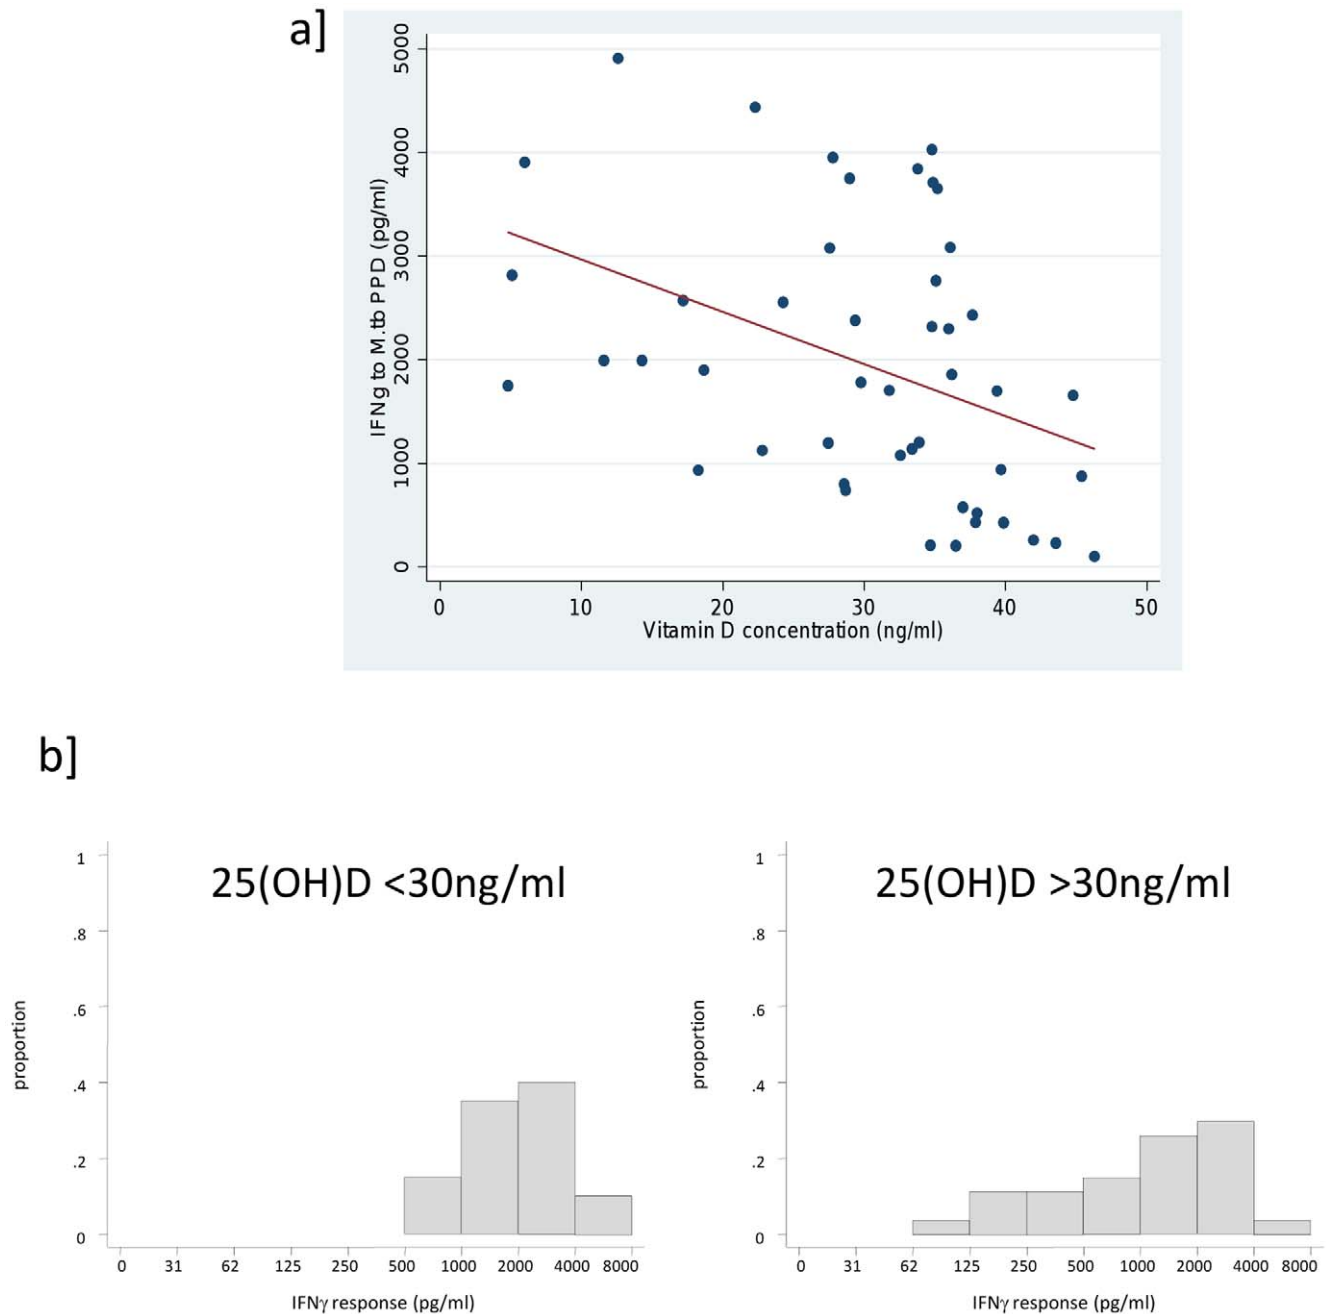 a]
IFNg to M.tb PPD (pg/ml)
5000
4000
3000
2000
1000
0
0 10 20 30 40 50
Vitamin D concentration (ng/ml)
b]
25(OH)D <30ng/ml
proportion
1
.8
.6
.4
.2
0
0 31 62 125 250 500 1000 2000 4000 8000
IFNγ response (pg/ml)
25(OH)D >30ng/ml
proportion
1
.8
.6
.4
.2
0
0 31 62 125 250 500 1000 2000 4000 8000
IFNγ response (pg/ml)